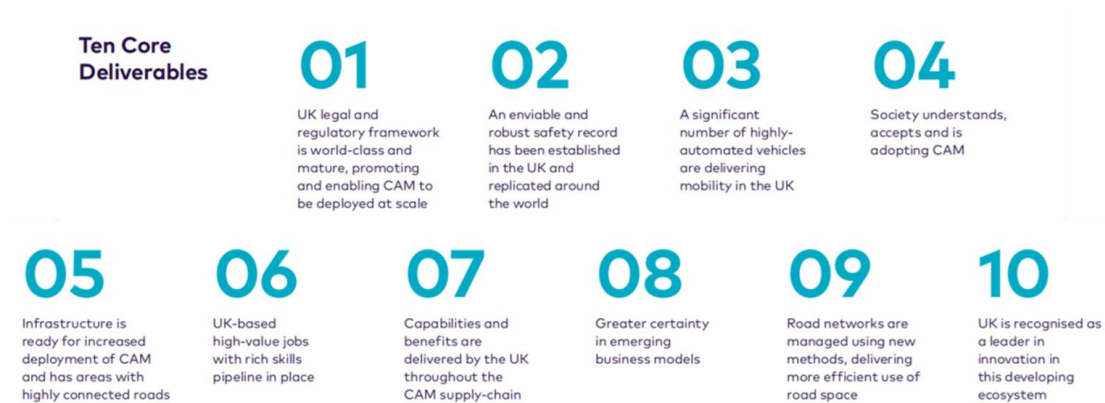 Ten Core
Deliverables
01
UK legal and
regulatory framework
is world-class and
mature, promoting
and enabling CAM to
be deployed at scale
02
An enviable and
robust safety record
has been established
in the UK and
replicated around
the world
03
A significant
number of highly-
automated vehicles
are delivering
mobility in the UK
04
Society understands,
accepts and is
adopting CAM
05
Infrastructure is
ready for increased
deployment of CAM
and has areas with
highly connected roads
06
UK-based
high-value jobs
with rich skills
pipeline in place
07
Capabilities and
benefits are
delivered by the UK
throughout the
CAM supply-chain
08
Greater certainty
in emerging
business models
09
Road networks are
managed using new
methods, delivering
more efficient use of
road space
10
UK is recognised as
a leader in
innovation in
this developing
ecosystem